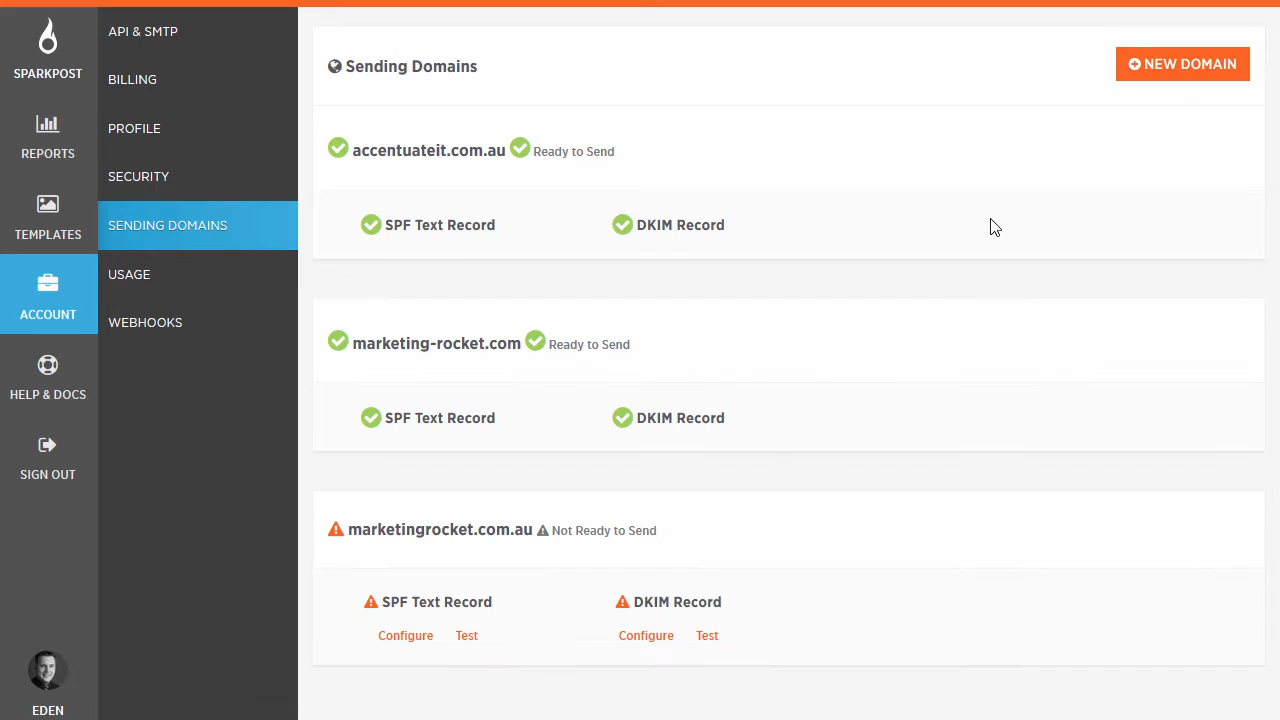 SPARKPOST
REPORTS
TEMPLATES
ACCOUNT
HELP & DOCS
SIGN OUT
EDEN
API & SMTP
BILLING
PROFILE
SECURITY
SENDING DOMAINS
USAGE
WEBHOOKS
Sending Domains
NEW DOMAIN
accentuateit.com.au Ready to Send
SPF Text Record DKIM Record
marketing-rocket.com Ready to Send
SPF Text Record DKIM Record
marketingrocket.com.au Not Ready to Send
SPF Text Record DKIM Record
Configure Test Configure Test